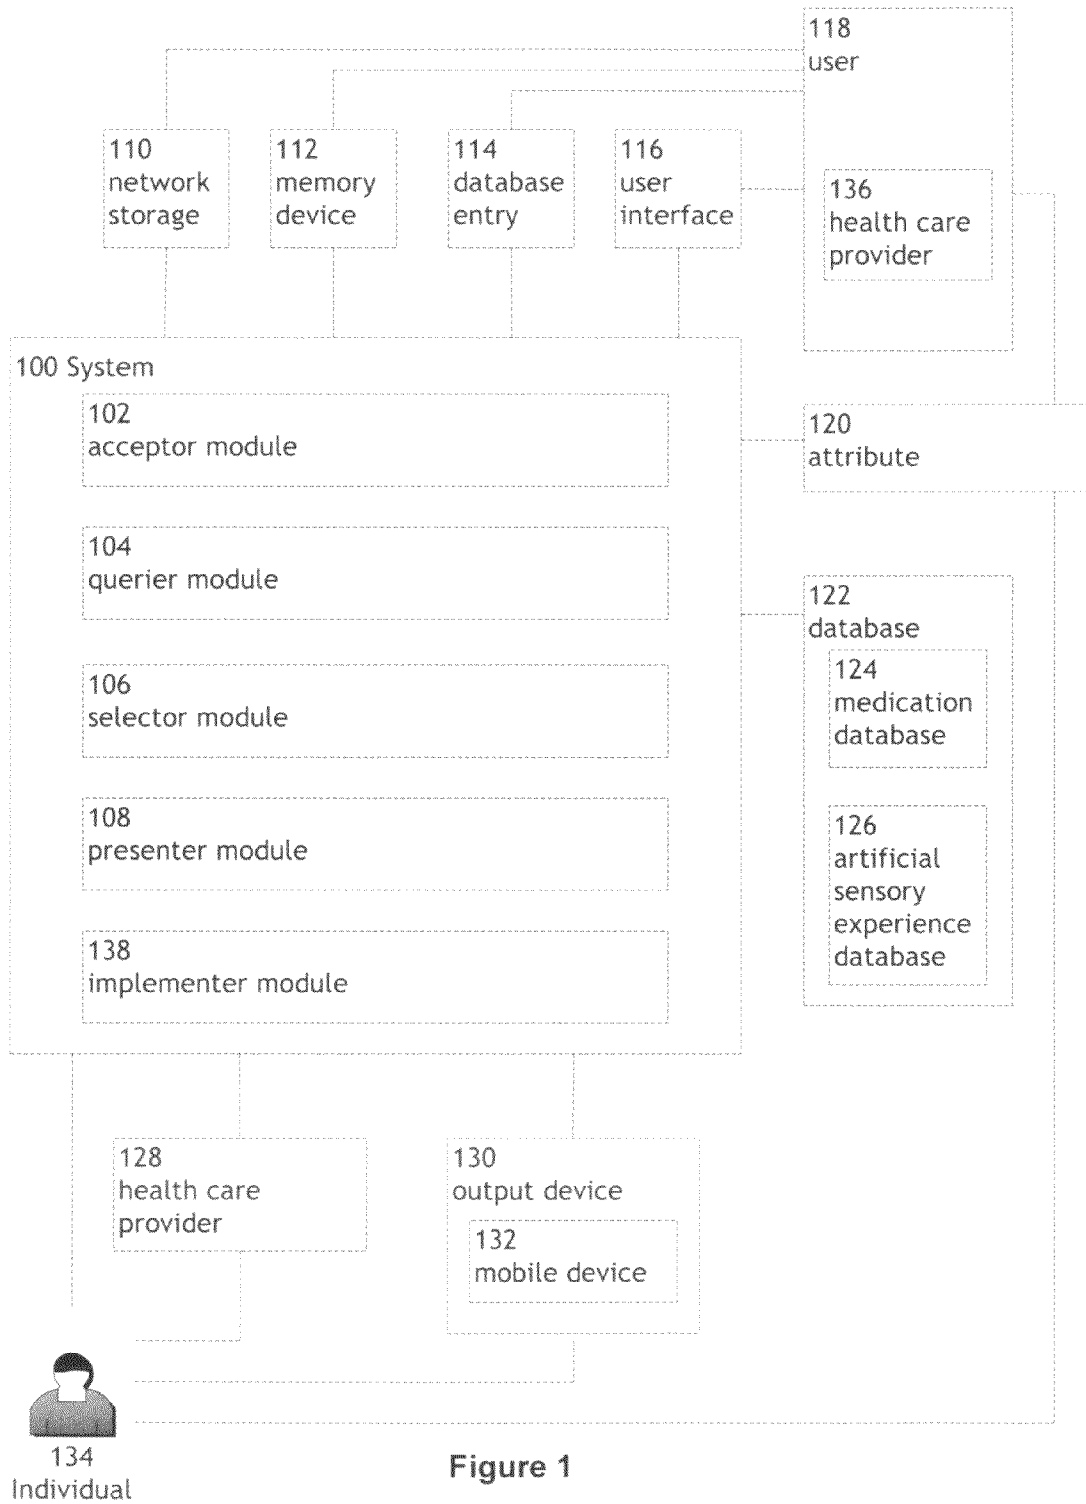 118
user
110
network
storage
112
memory
device
114
database
entry
116
user
interface
136
health care
provider
100 System
102
acceptor module
104
querier module
106
selector module
108
presenter module
138
implementer module
120
attribute
122
database
124
medication
database
126
artificial
sensory
experience
database
128
health care
provider
130
output device
132
mobile device
134
Individual
Figure 1